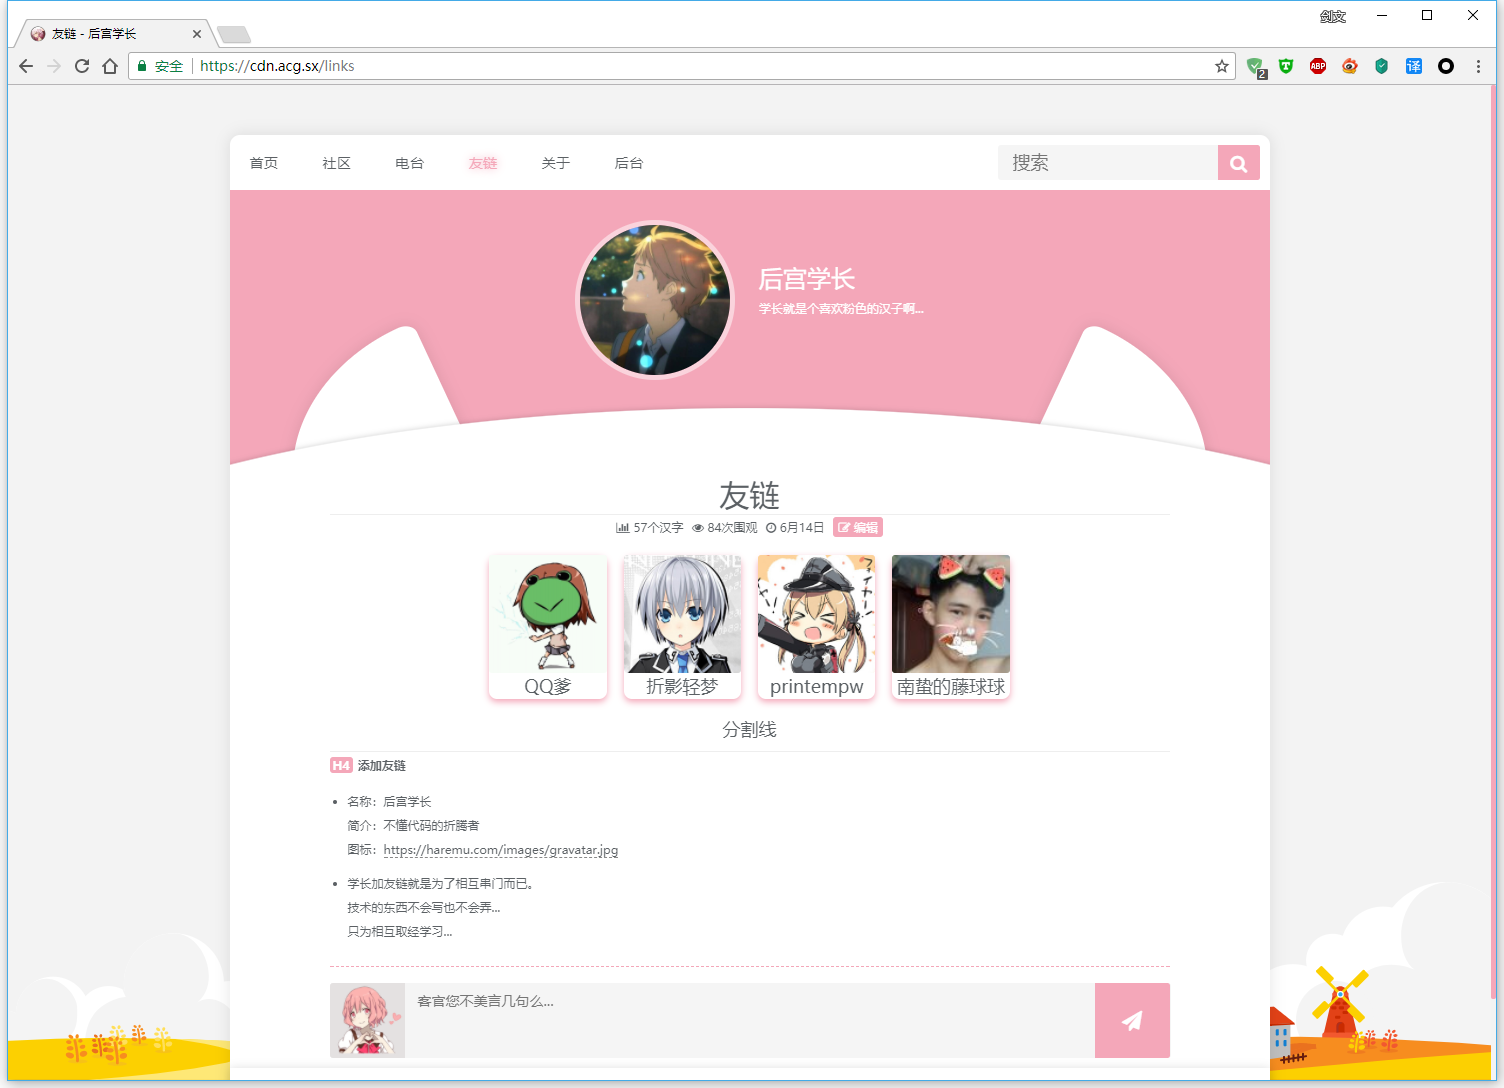 剑文
友链 - 后宫学长
安全 https://cdn.acg.sx/links
2
ABP
译
首页 社区 电台 友链 关于 后台
搜索
后宫学长
学长就是个喜欢粉色的汉子啊...
友链
57个汉字 84次围观 6月14日 编辑
QQ爹 折影轻梦 printempw 南蛰的藤球球
分割线
H4 添加友链
名称：后宫学长
简介：不懂代码的折腾者
图标：https://haremu.com/images/gravatar.jpg
学长加友链就是为了相互串门而已。
技术的东西不会写也不会弄...
只为相互取经学习...
客官您不美言几句么...